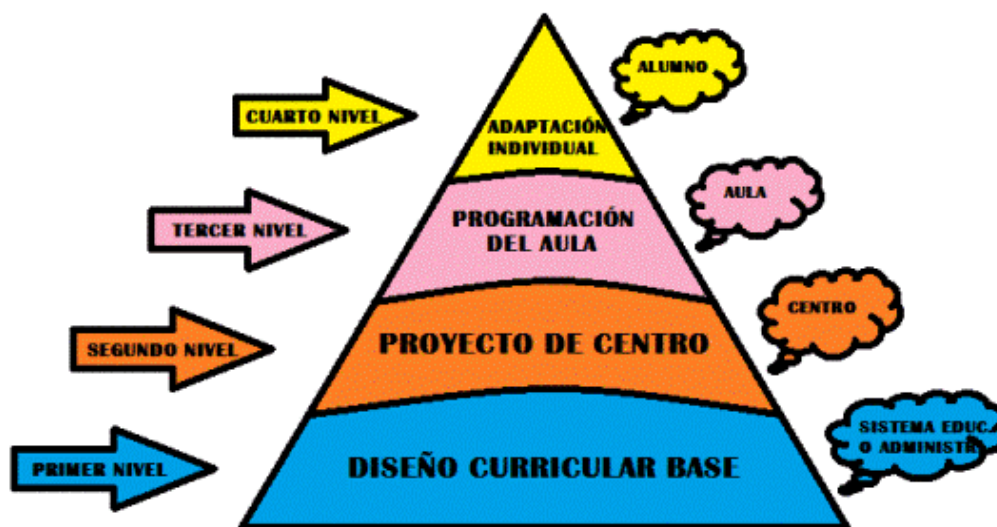 ALUMNO
CUARTO NIVEL
ADAPTACIÓN
INDIVIDUAL
AULA
TERCER NIVEL
PROGRAMACIÓN
DEL AULA
CENTRO
SEGUNDO NIVEL
PROYECTO DE CENTRO
SISTEMA EDUC.
O ADMINISTR
PRIMER NIVEL
DISEÑO CURRICULAR BASE